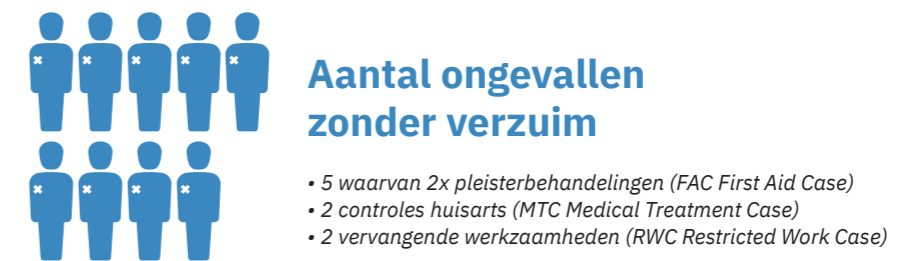 Aantal ongevallen
zonder verzuim
• 5 waarvan 2x pleisterbehandelingen (FAC First Aid Case)
• 2 controles huisarts (MTC Medical Treatment Case)
• 2 vervangende werkzaamheden (RWC Restricted Work Case)